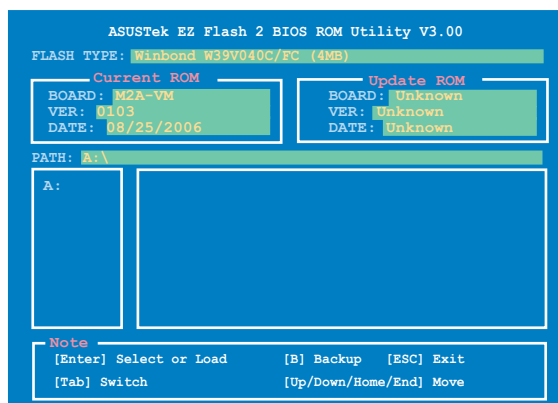 ASUSTek EZ Flash 2 BIOS ROM Utility V3.00
FLASH TYPE: Winbond W39V040C/FC (4MB)
Current ROM
BOARD: M2A-VM
VER: 0103
DATE: 08/25/2006
Update ROM
BOARD: Unknown
VER: Unknown
DATE: Unknown
PATH: A:\
A:
Note
[Enter] Select or Load [B] Backup [ESC] Exit
[Tab] Switch [Up/Down/Home/End] Move